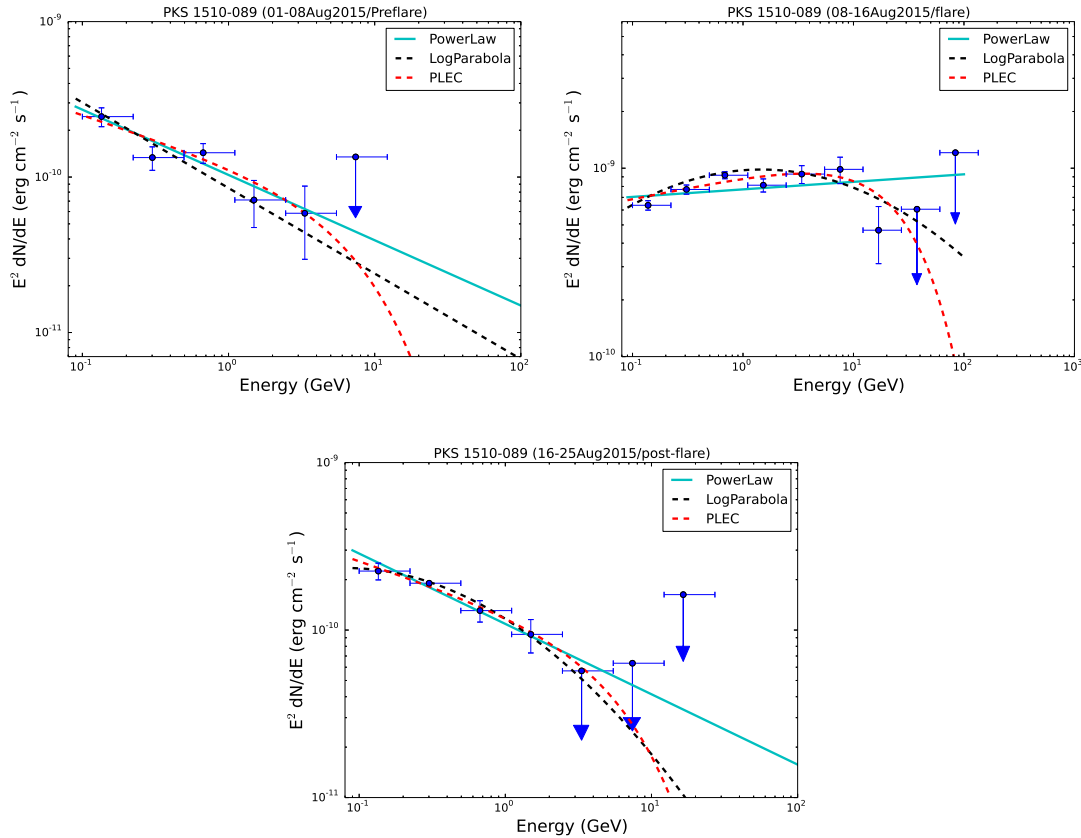 PKS 1510-089 (01-08Aug2015/Preflare)
10⁻⁹
10⁻¹⁰
10⁻¹¹
E² dN/dE (erg cm⁻² s⁻¹)
PowerLaw
LogParabola
PLEC
10⁻¹ 10⁰ 10¹ 10²
Energy (GeV)
PKS 1510-089 (08-16Aug2015/flare)
10⁻⁹
10⁻¹⁰
E² dN/dE (erg cm⁻² s⁻¹)
PowerLaw
LogParabola
PLEC
10⁻¹ 10⁰ 10¹ 10² 10³
Energy (GeV)
PKS 1510-089 (16-25Aug2015/post-flare)
10⁻⁹
10⁻¹⁰
10⁻¹¹
E² dN/dE (erg cm⁻² s⁻¹)
PowerLaw
LogParabola
PLEC
10⁻¹ 10⁰ 10¹ 10²
Energy (GeV)